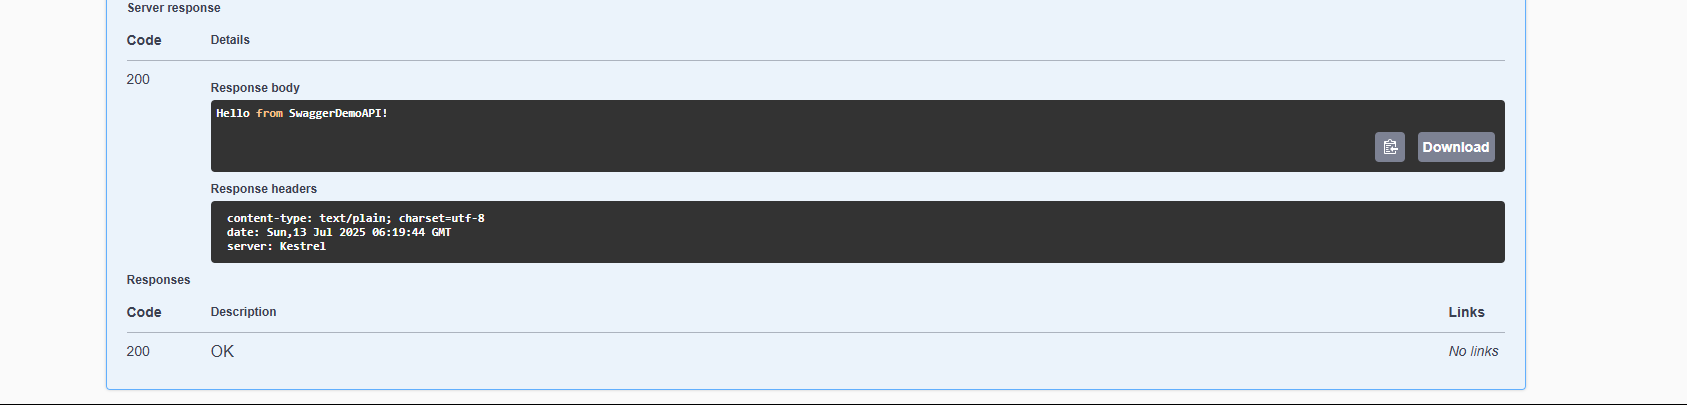 Server response
Code Details
200
Response body
Hello from SwaggerDemoAPI!
Download
Response headers
content-type: text/plain; charset=utf-8
date: Sun,13 Jul 2025 06:19:44 GMT
server: Kestrel
Responses
Code Description Links
200 OK No links